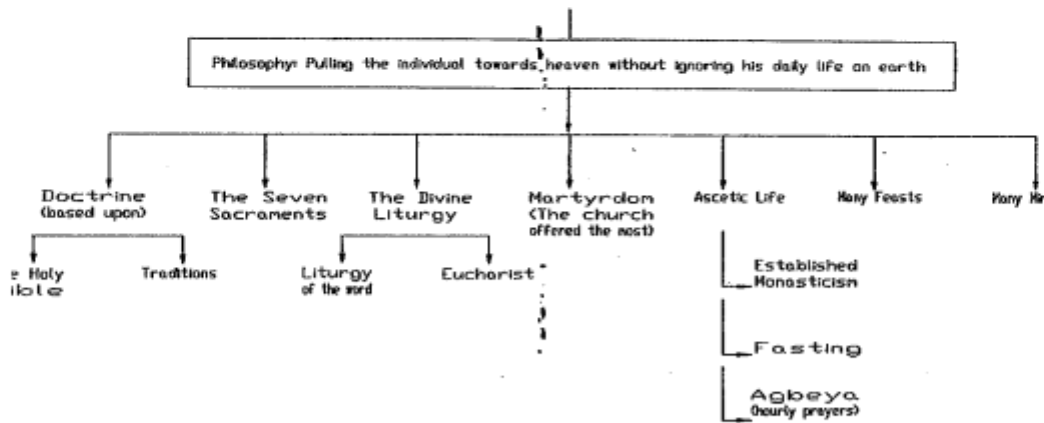 Philosophy: Pulling the individual towards heaven without ignoring his daily life on earth
Doctrine
(based upon)
The Seven
Sacraments
The Divine
Liturgy
Martyrdom
(The church
offered the most)
Ascetic Life
Many Feasts
Many
Holy
Traditions
Liturgy
of the word
Eucharist
Established
Monasticism
Fasting
Agbeya
(hourly prayers)